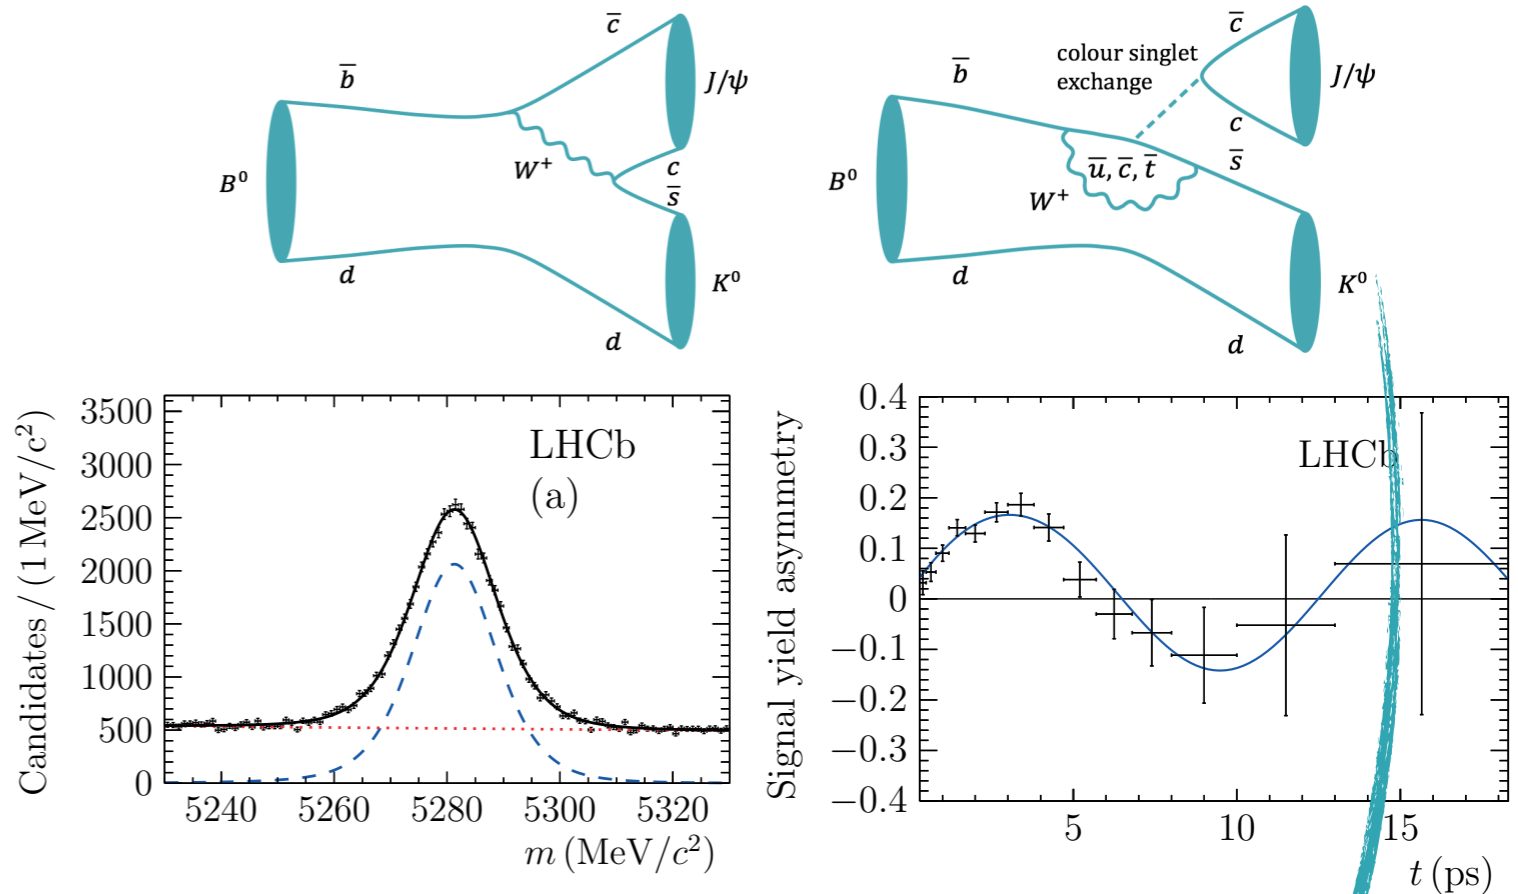 c̅
b̅
J/ψ
W⁺
c
s̅
B⁰
d
K⁰
d
c̅
colour singlet
exchange
b̅
J/ψ
c
s̅
u̅, c̅, t̅
W⁺
B⁰
d
K⁰
d
Candidates / (1 MeV/c²)
3500
3000
2500
2000
1500
1000
500
0
LHCb
(a)
5240 5260 5280 5300 5320
m (MeV/c²)
Signal yield asymmetry
0.4
0.3
0.2
0.1
0
−0.1
−0.2
−0.3
−0.4
LHCb
5 10 15
t (ps)